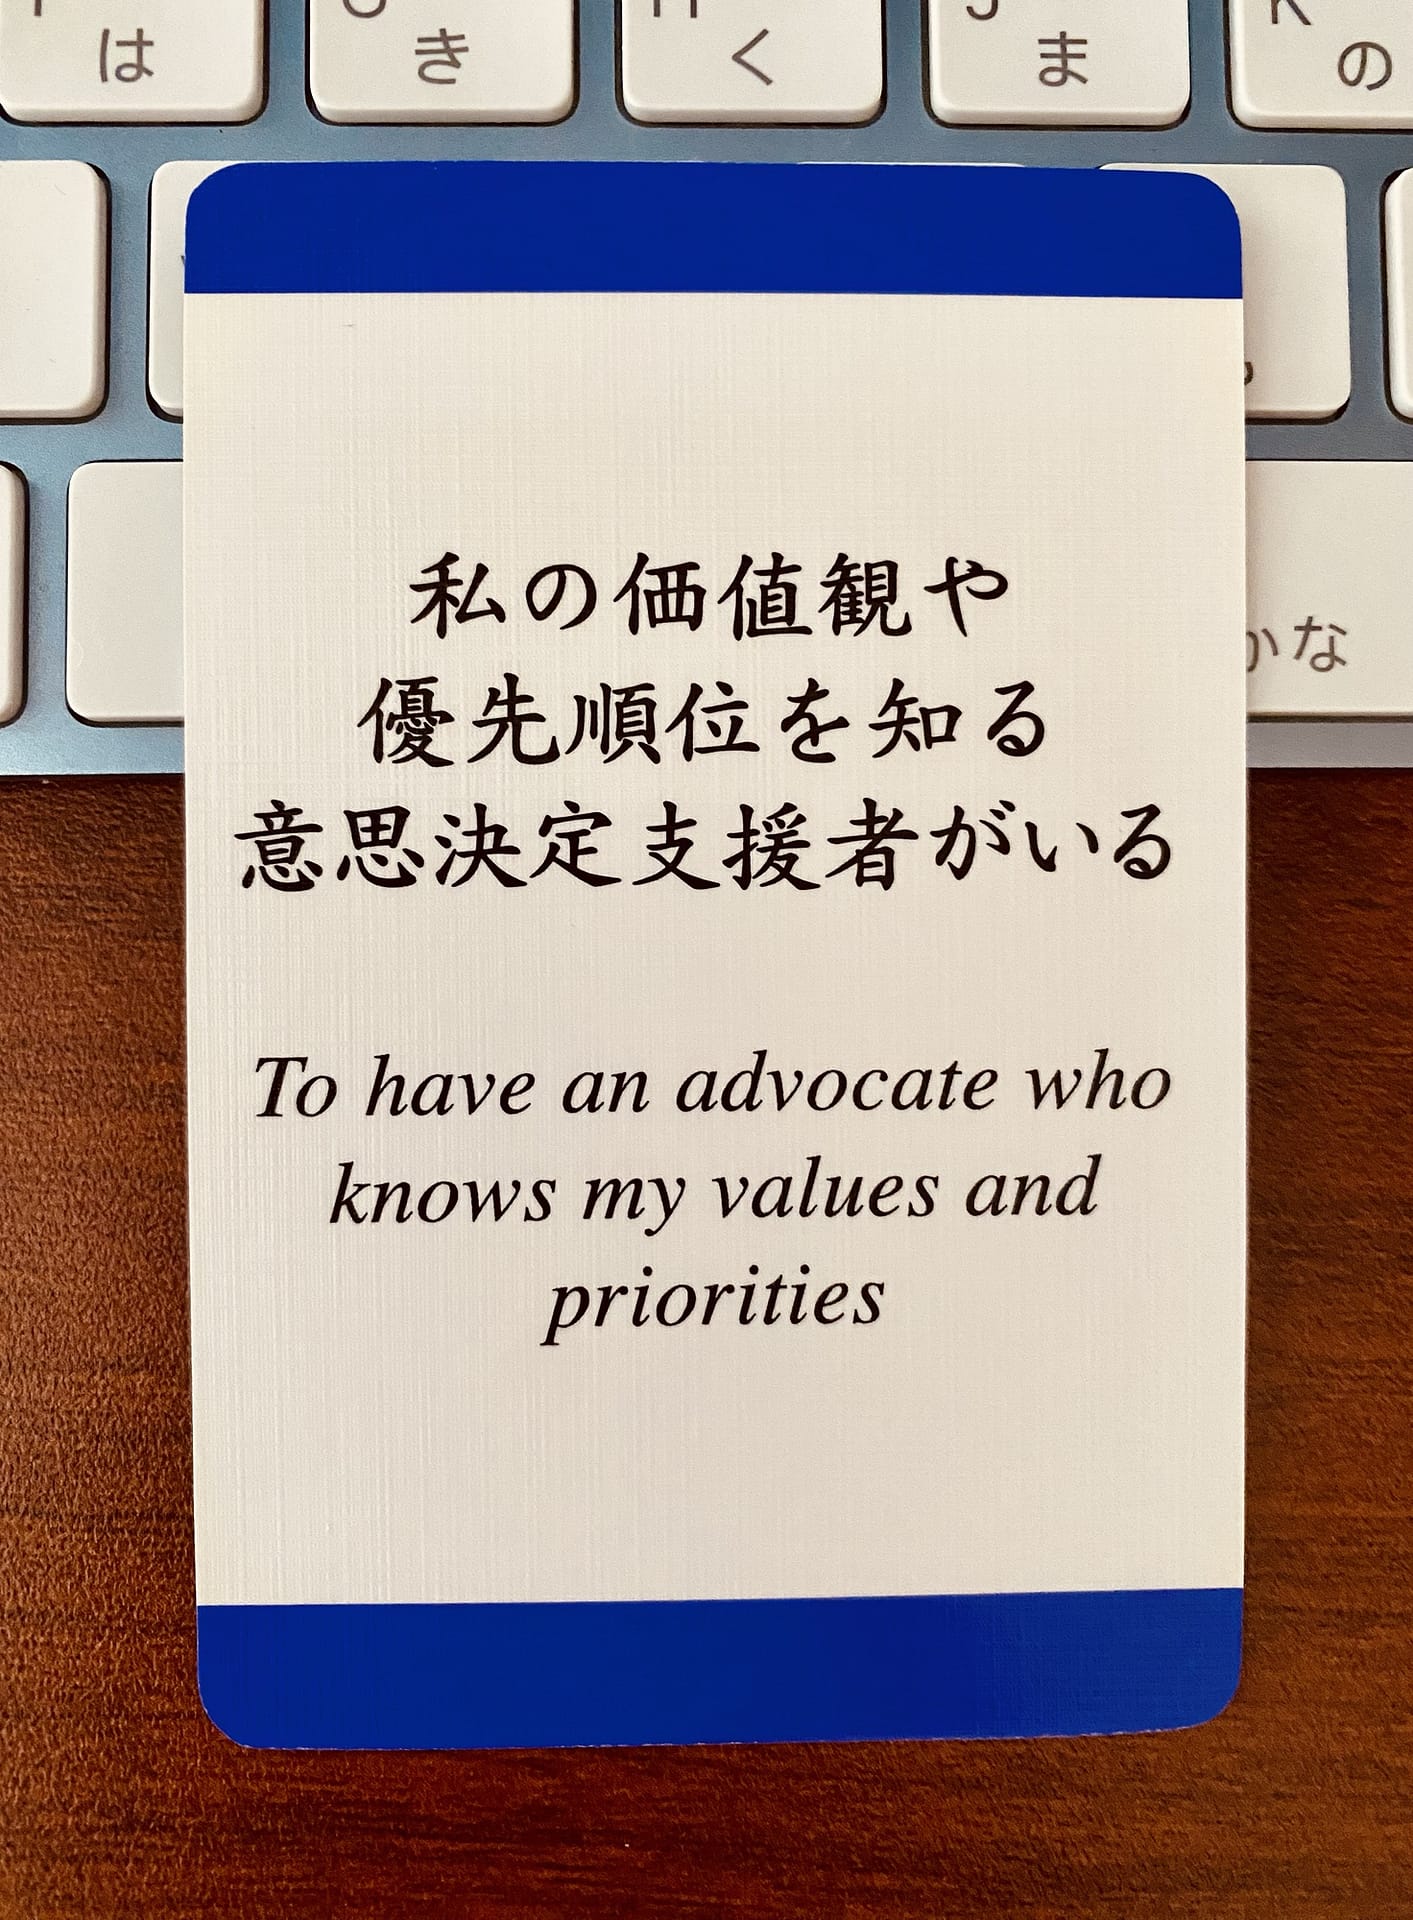 は
き
く
ま
K
の
かな
私の価値観や
優先順位を知る
意思決定支援者がいる
To have an advocate who
knows my values and
priorities